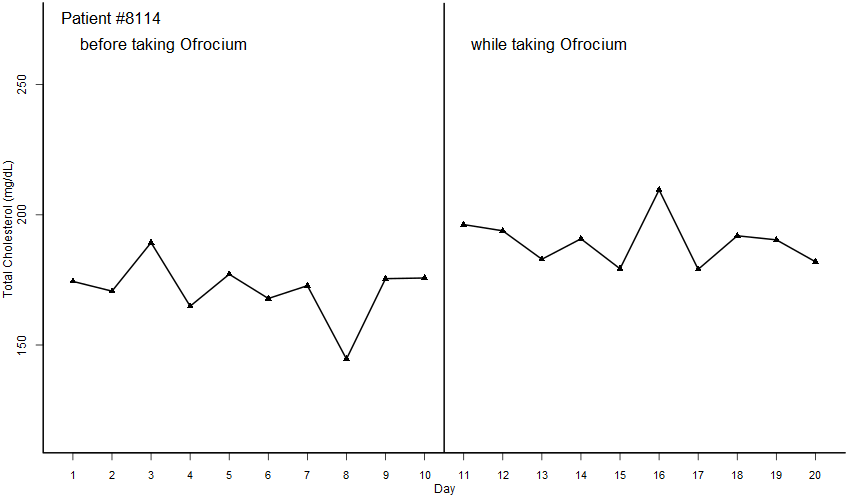 Patient #8114
before taking Ofrocium
while taking Ofrocium
Total Cholesterol (mg/dL)
250
200
150
1 2 3 4 5 6 7 8 9 10 11 12 13 14 15 16 17 18 19 20
Day